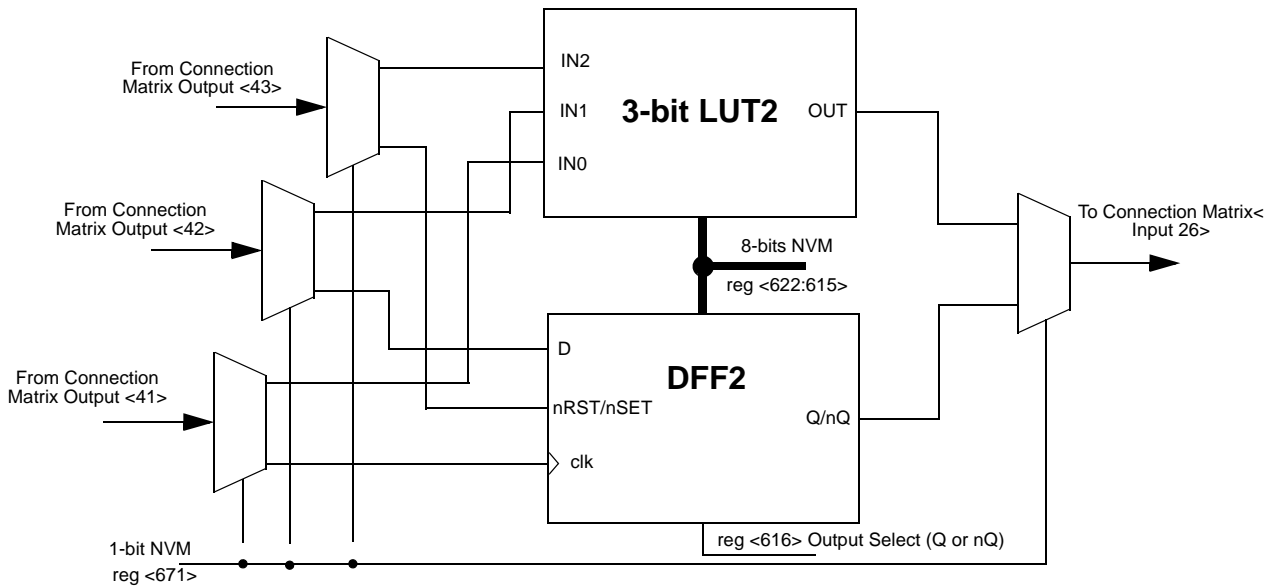 From Connection
Matrix Output <43>
IN2
IN1
IN0
3-bit LUT2
OUT
From Connection
Matrix Output <42>
To Connection Matrix<
Input 26>
8-bits NVM
reg <622:615>
From Connection
Matrix Output <41>
D
nRST/nSET
clk
DFF2
Q/nQ
reg <616> Output Select (Q or nQ)
1-bit NVM
reg <671>